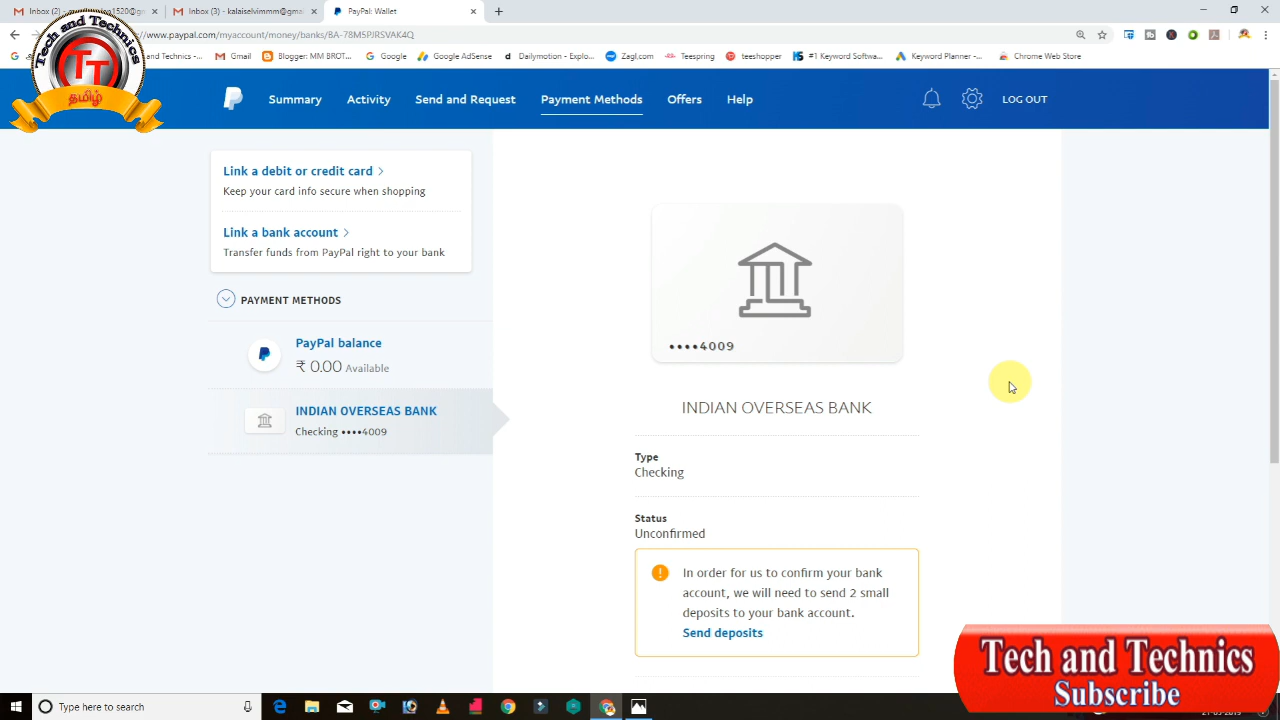 Inbox (2) - 
1520@gn
Inbox (3) - kalaiselvimmm@gmai
PayPal: Wallet
www.paypal.com/myaccount/money/banks/BA-78M5PJRSVAK4Q
and Technics -...
Gmail
Blogger: MM BROT...
Google
Google AdSense
Dailymotion - Explo...
Zagl.com
Teespring
teeshopper
#1 Keyword Softwa...
Keyword Planner -...
Chrome Web Store
Tech and Technics
TT
தமிழ்
Summary
Activity
Send and Request
Payment Methods
Offers
Help
LOG OUT
Link a debit or credit card >
Keep your card info secure when shopping
Link a bank account >
Transfer funds from PayPal right to your bank
PAYMENT METHODS
PayPal balance
₹ 0.00 Available
INDIAN OVERSEAS BANK
Checking ••••4009
••••4009
INDIAN OVERSEAS BANK
Type
Checking
Status
Unconfirmed
In order for us to confirm your bank
account, we will need to send 2 small
deposits to your bank account.
Send deposits
Tech and Technics
Subscribe
Type here to search